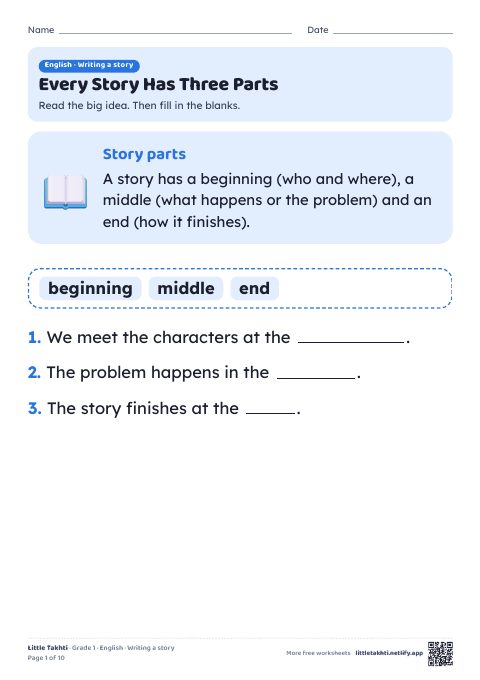 Name Date
English · Writing a story
Every Story Has Three Parts
Read the big idea. Then fill in the blanks.
Story parts
A story has a beginning (who and where), a
middle (what happens or the problem) and an
end (how it finishes).
beginning middle end
1. We meet the characters at the ___________.
2. The problem happens in the ________.
3. The story finishes at the _____.
Little Takhti · Grade 1 · English · Writing a story
Page 1 of 10
More free worksheets · littletakhti.netlify.app